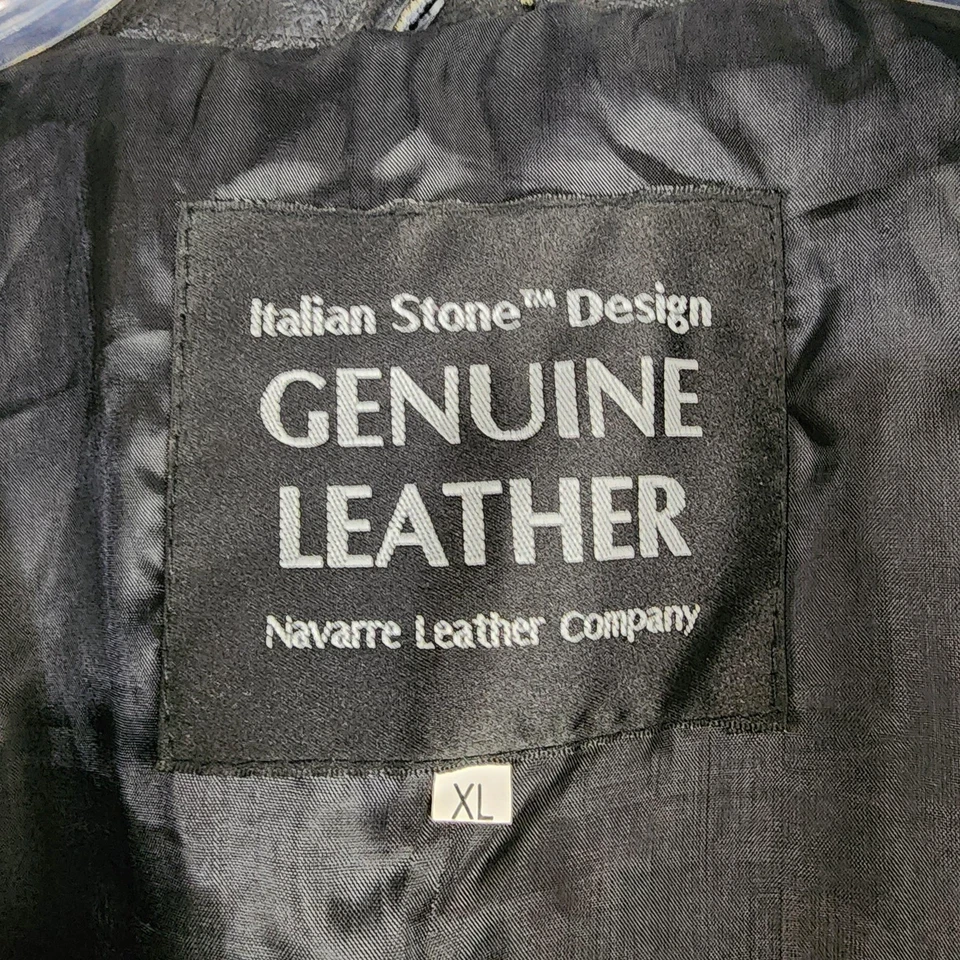 Italian Stone™ Design
GENUINE
LEATHER
Navarre Leather Company
XL